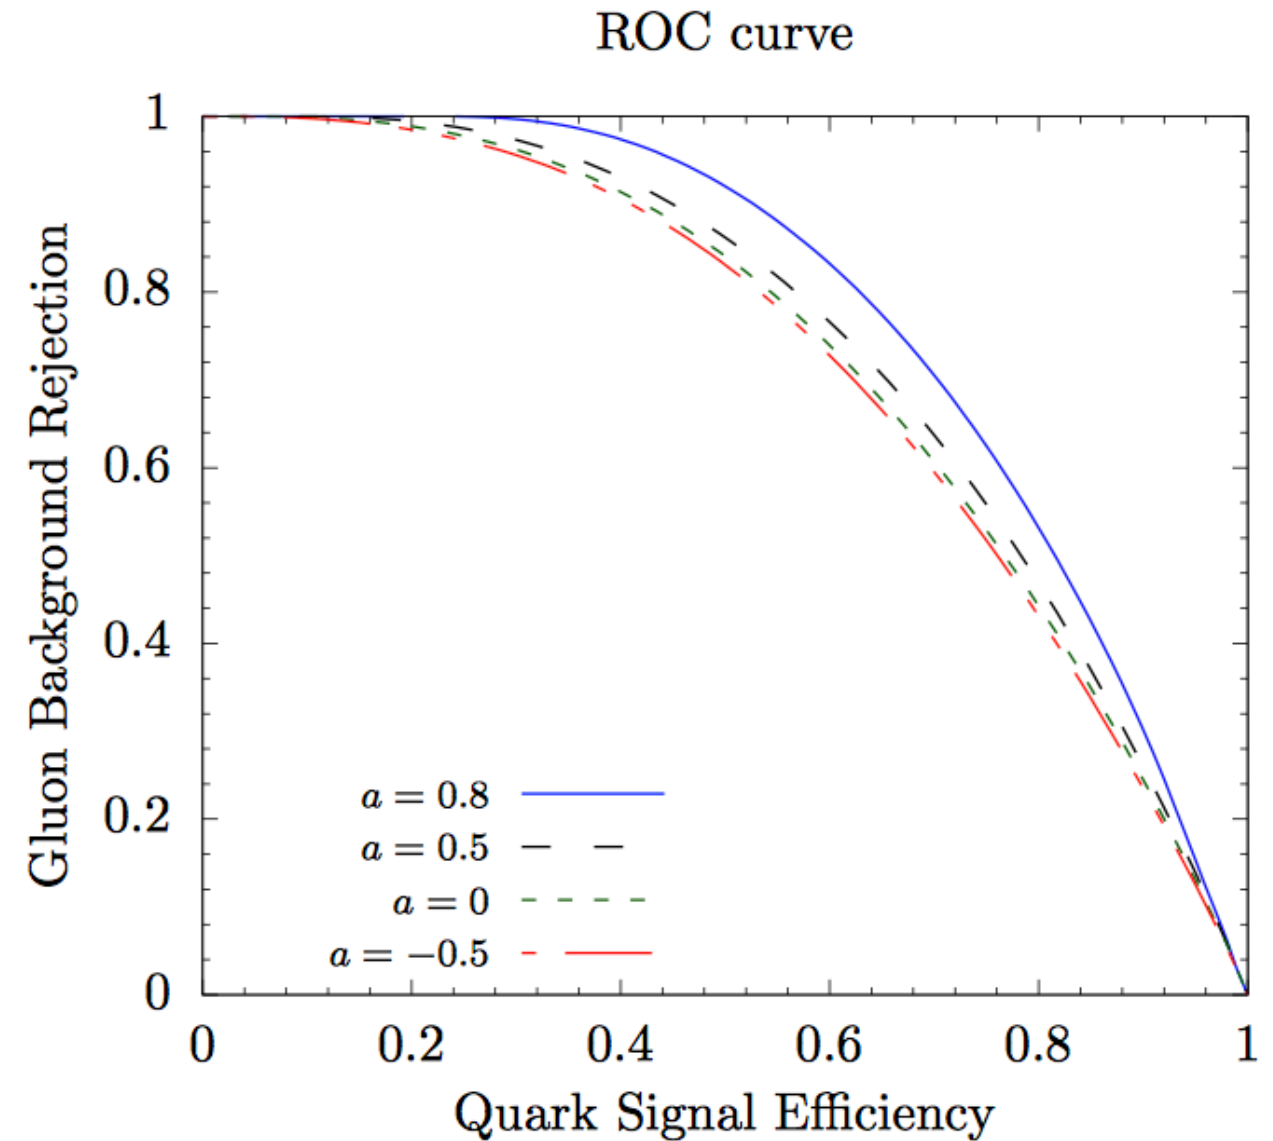 ROC curve
Gluon Background Rejection
1
0.8
0.6
0.4
0.2
0
a = 0.8
a = 0.5
a = 0
a = −0.5
0 0.2 0.4 0.6 0.8 1
Quark Signal Efficiency